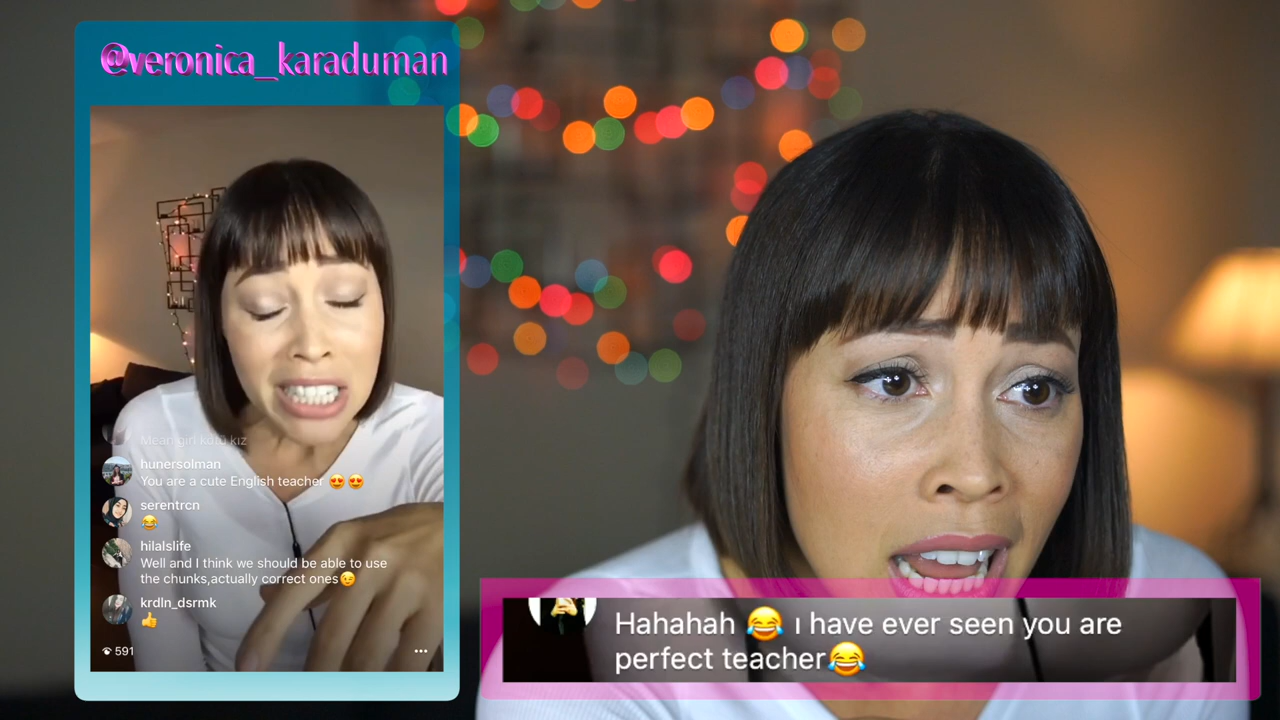 @veronica_karaduman
Mean girl kötü kız
hunersolman
You are a cute English teacher 😍😍
serentrcn
😂
hilalslife
Well and I think we should be able to use
the chunks,actually correct ones😉
krdln_dsrmk
👍
591
Hahahah 😂 ı have ever seen you are
perfect teacher😂